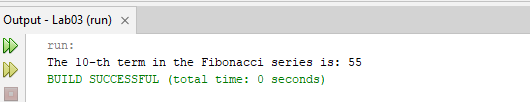 Output - Lab03 (run) ×
run:
The 10-th term in the Fibonacci series is: 55
BUILD SUCCESSFUL (total time: 0 seconds)